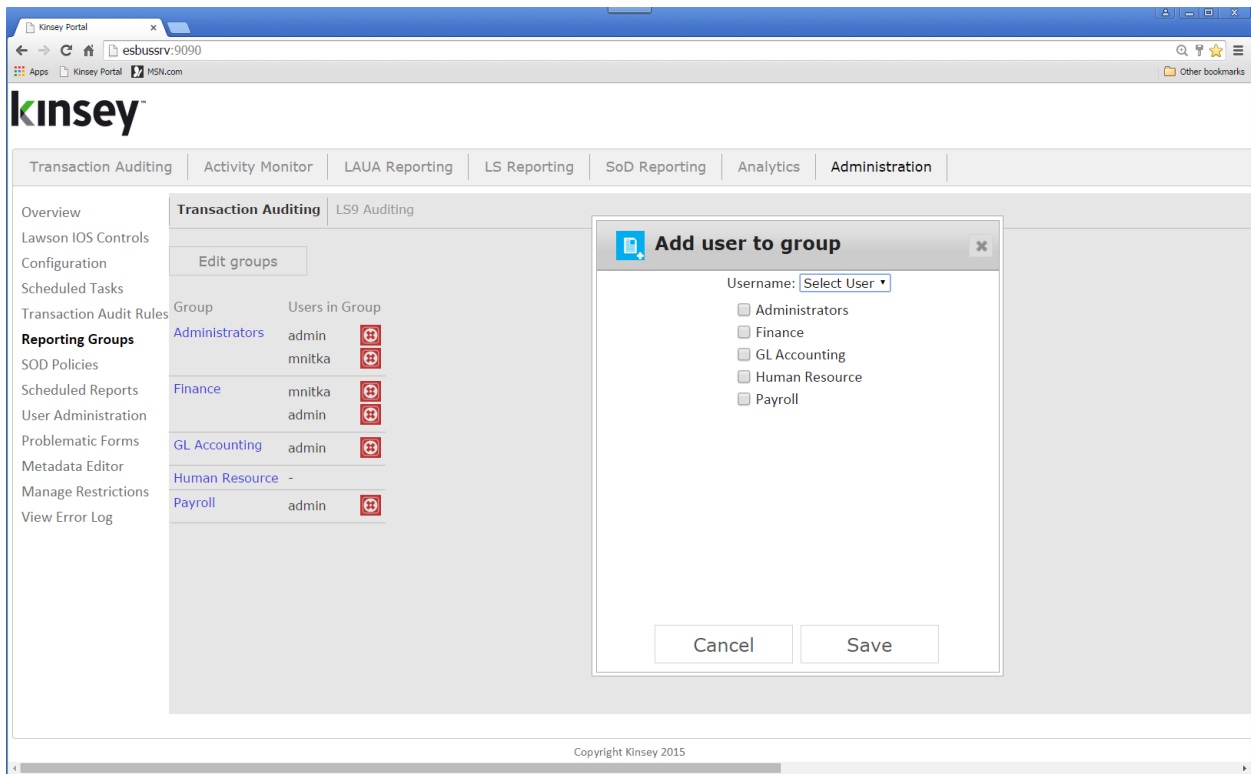 Kinsey Portal
esbussrv:9090
Apps Kinsey Portal MSN.com Other bookmarks
kinsey™
Transaction Auditing Activity Monitor LAUA Reporting LS Reporting SoD Reporting Analytics Administration
Overview
Lawson IOS Controls
Configuration
Scheduled Tasks
Transaction Audit Rules
Reporting Groups
SOD Policies
Scheduled Reports
User Administration
Problematic Forms
Metadata Editor
Manage Restrictions
View Error Log
Transaction Auditing LS9 Auditing
Edit groups
Group Users in Group
Administrators admin
mnitka
Finance mnitka
admin
GL Accounting admin
Human Resource -
Payroll admin
Add user to group
Username: Select User
Administrators
Finance
GL Accounting
Human Resource
Payroll
Cancel Save
Copyright Kinsey 2015